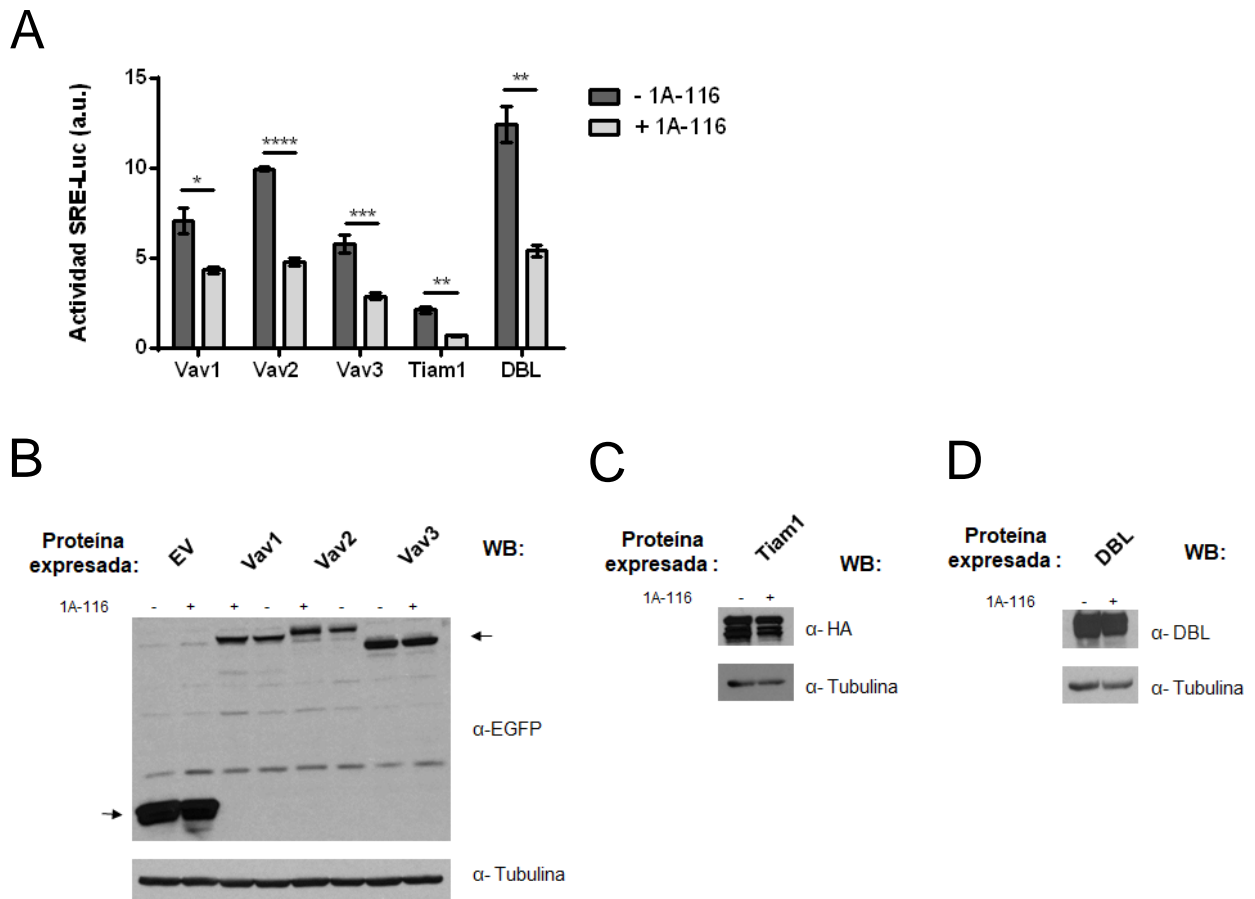 A
Actividad SRE-Luc (a.u.)
15
10
5
0
*
****
***
**
**
Vav1 Vav2 Vav3 Tiam1 DBL
- 1A-116
+ 1A-116
B
Proteína
expresada:
EV Vav1 Vav2 Vav3
WB:
1A-116 - + + - + - - +
α-EGFP
α- Tubulina
C
Proteína
expresada :
Tiam1
WB:
1A-116 - +
α- HA
α- Tubulina
D
Proteína
expresada :
DBL
WB:
1A-116 - +
α- DBL
α- Tubulina